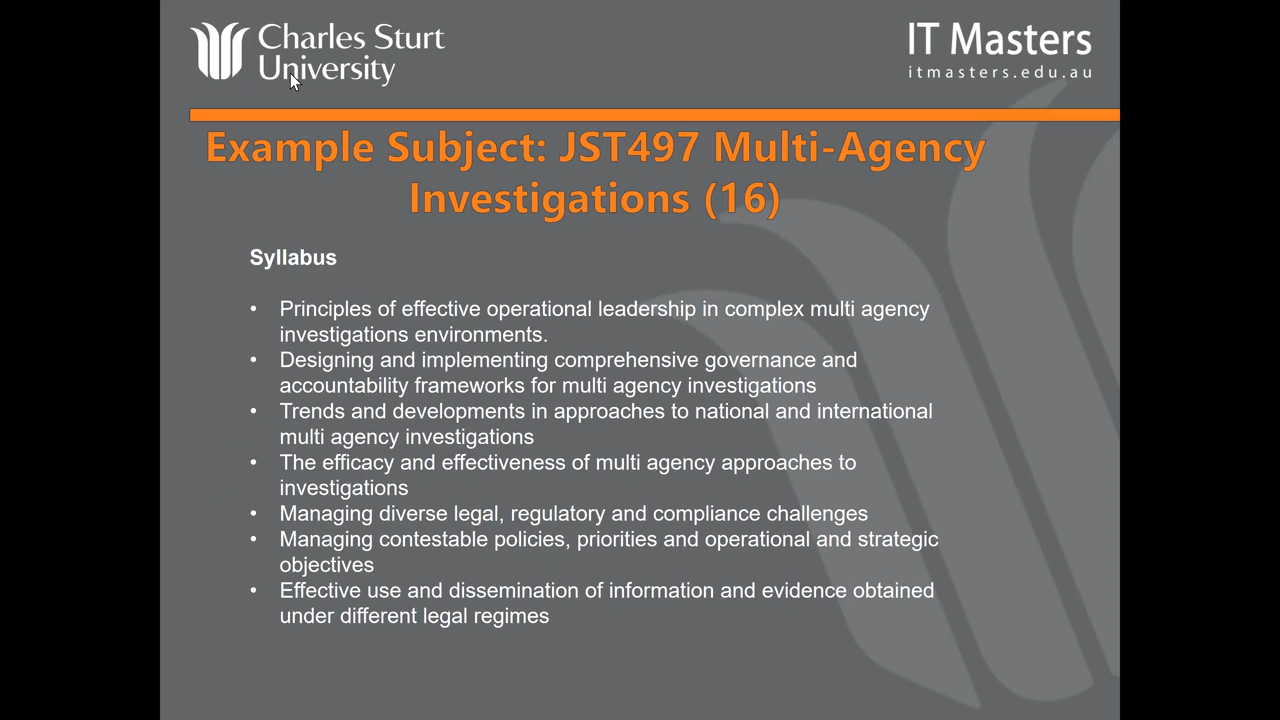 Charles Sturt
University
IT Masters
itmasters.edu.au
Example Subject: JST497 Multi-Agency
Investigations (16)
Syllabus
• Principles of effective operational leadership in complex multi agency
investigations environments.
• Designing and implementing comprehensive governance and
accountability frameworks for multi agency investigations
• Trends and developments in approaches to national and international
multi agency investigations
• The efficacy and effectiveness of multi agency approaches to
investigations
• Managing diverse legal, regulatory and compliance challenges
• Managing contestable policies, priorities and operational and strategic
objectives
• Effective use and dissemination of information and evidence obtained
under different legal regimes